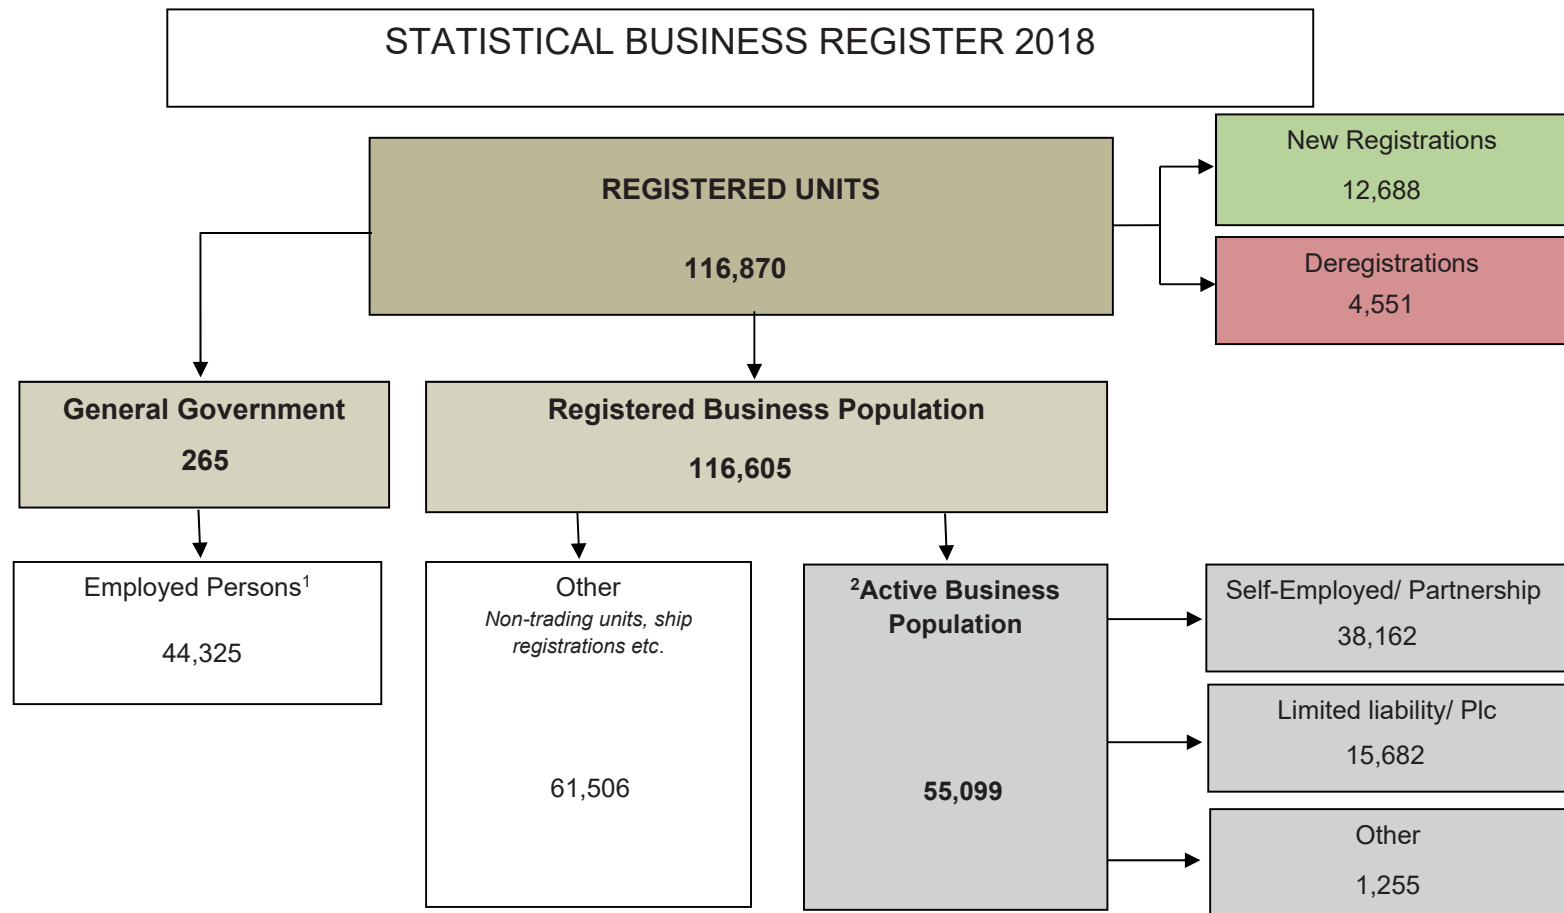 STATISTICAL BUSINESS REGISTER 2018
REGISTERED UNITS
116,870
New Registrations
12,688
Deregistrations
4,551
General Government
265
Registered Business Population
116,605
Employed Persons¹
44,325
Other
Non-trading units, ship
registrations etc.
61,506
²Active Business
Population
55,099
Self-Employed/ Partnership
38,162
Limited liability/ Plc
15,682
Other
1,255